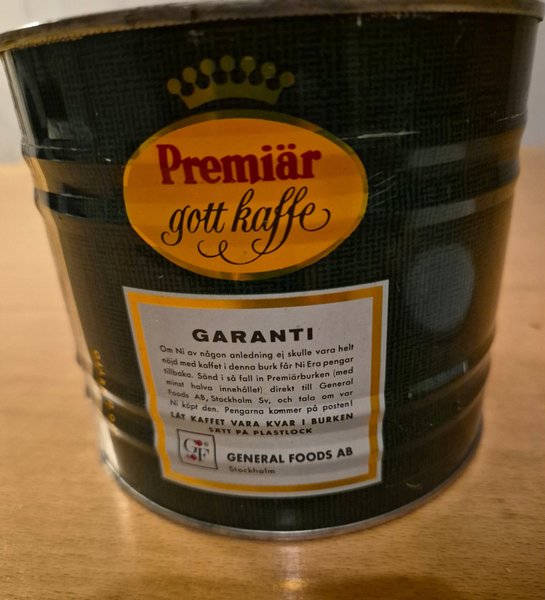 Premiär
gott kaffe
GARANTI
Om Ni av någon anledning ej skulle vara helt
nöjd med kaffet i denna burk får Ni Era pengar
tillbaka. Sänd i så fall in Premiärburken (med
minst halva innehållet) direkt till General
Foods AB, Stockholm Sv, och tala om var
Ni köpt den. Pengarna kommer på posten!
LÅT KAFFET VARA KVAR I BURKEN
SÄTT PÅ PLASTLOCK
GF
GENERAL FOODS AB
Stockholm